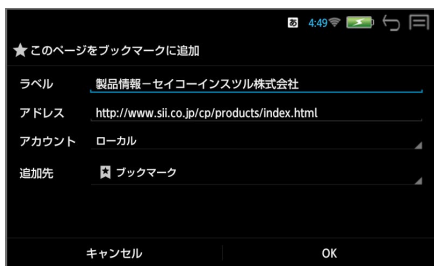 あ 4:49
このページをブックマークに追加
ラベル 製品情報－セイコーインスツル株式会社
アドレス http://www.sii.co.jp/cp/products/index.html
アカウント ローカル
追加先 ブックマーク
キャンセル OK